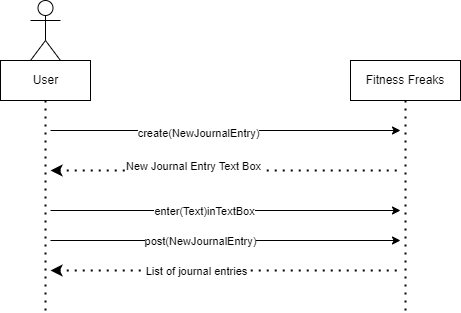 User
Fitness Freaks
create(NewJournalEntry)
New Journal Entry Text Box
enter(Text)inTextBox
post(NewJournalEntry)
List of journal entries